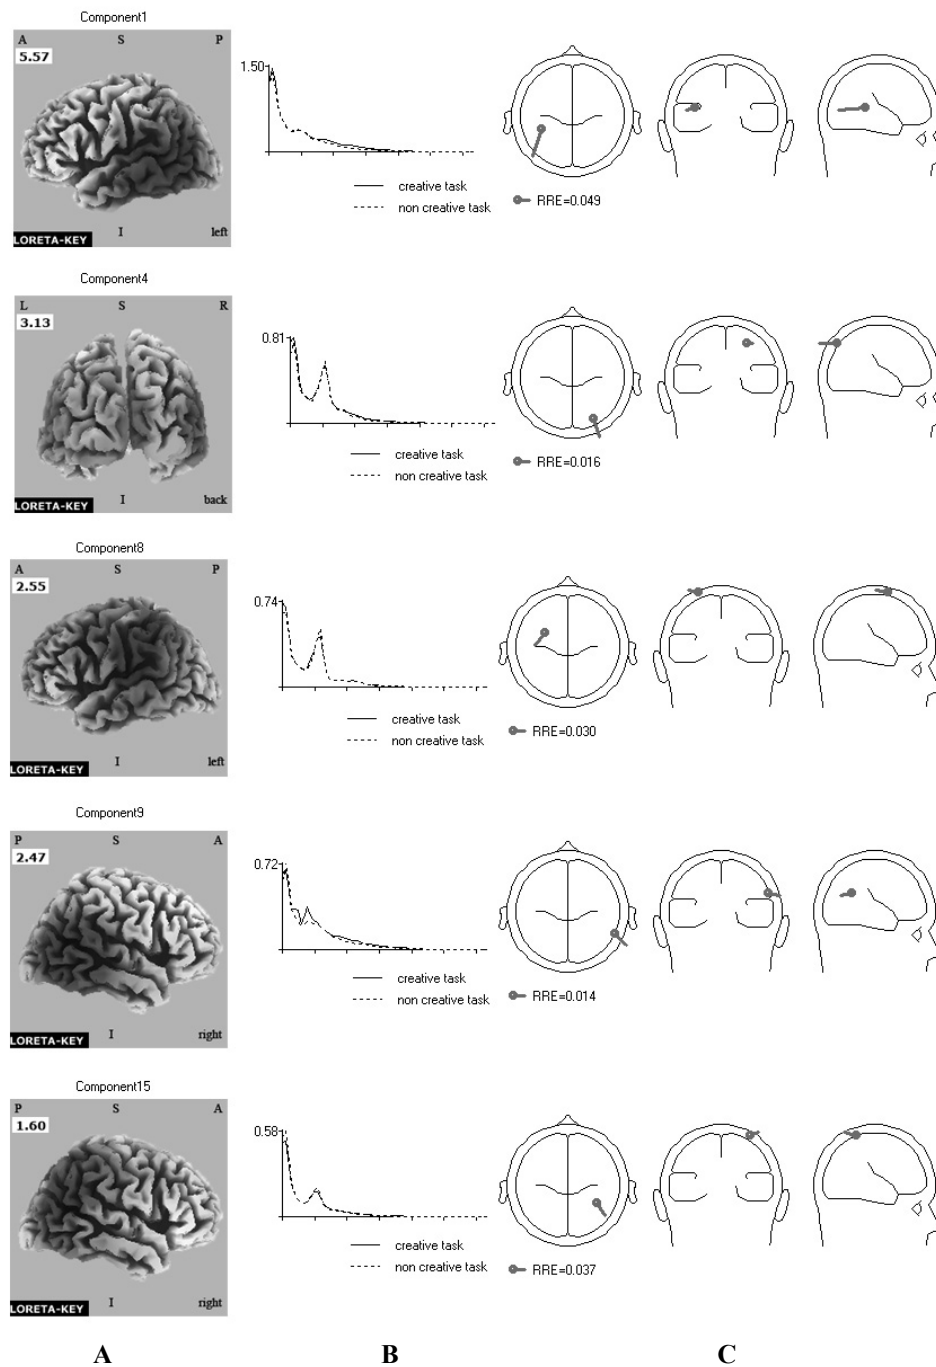 Component1
A S P
5.57
1.50
creative task
non creative task
RRE=0.049
I left
LORETA-KEY
Component4
L S R
3.13
0.81
creative task
non creative task
RRE=0.016
I back
LORETA-KEY
Component8
A S P
2.55
0.74
creative task
non creative task
RRE=0.030
I left
LORETA-KEY
Component9
P S A
2.47
0.72
creative task
non creative task
RRE=0.014
I right
LORETA-KEY
Component15
P S A
1.60
0.58
creative task
non creative task
RRE=0.037
I right
LORETA-KEY
A B C